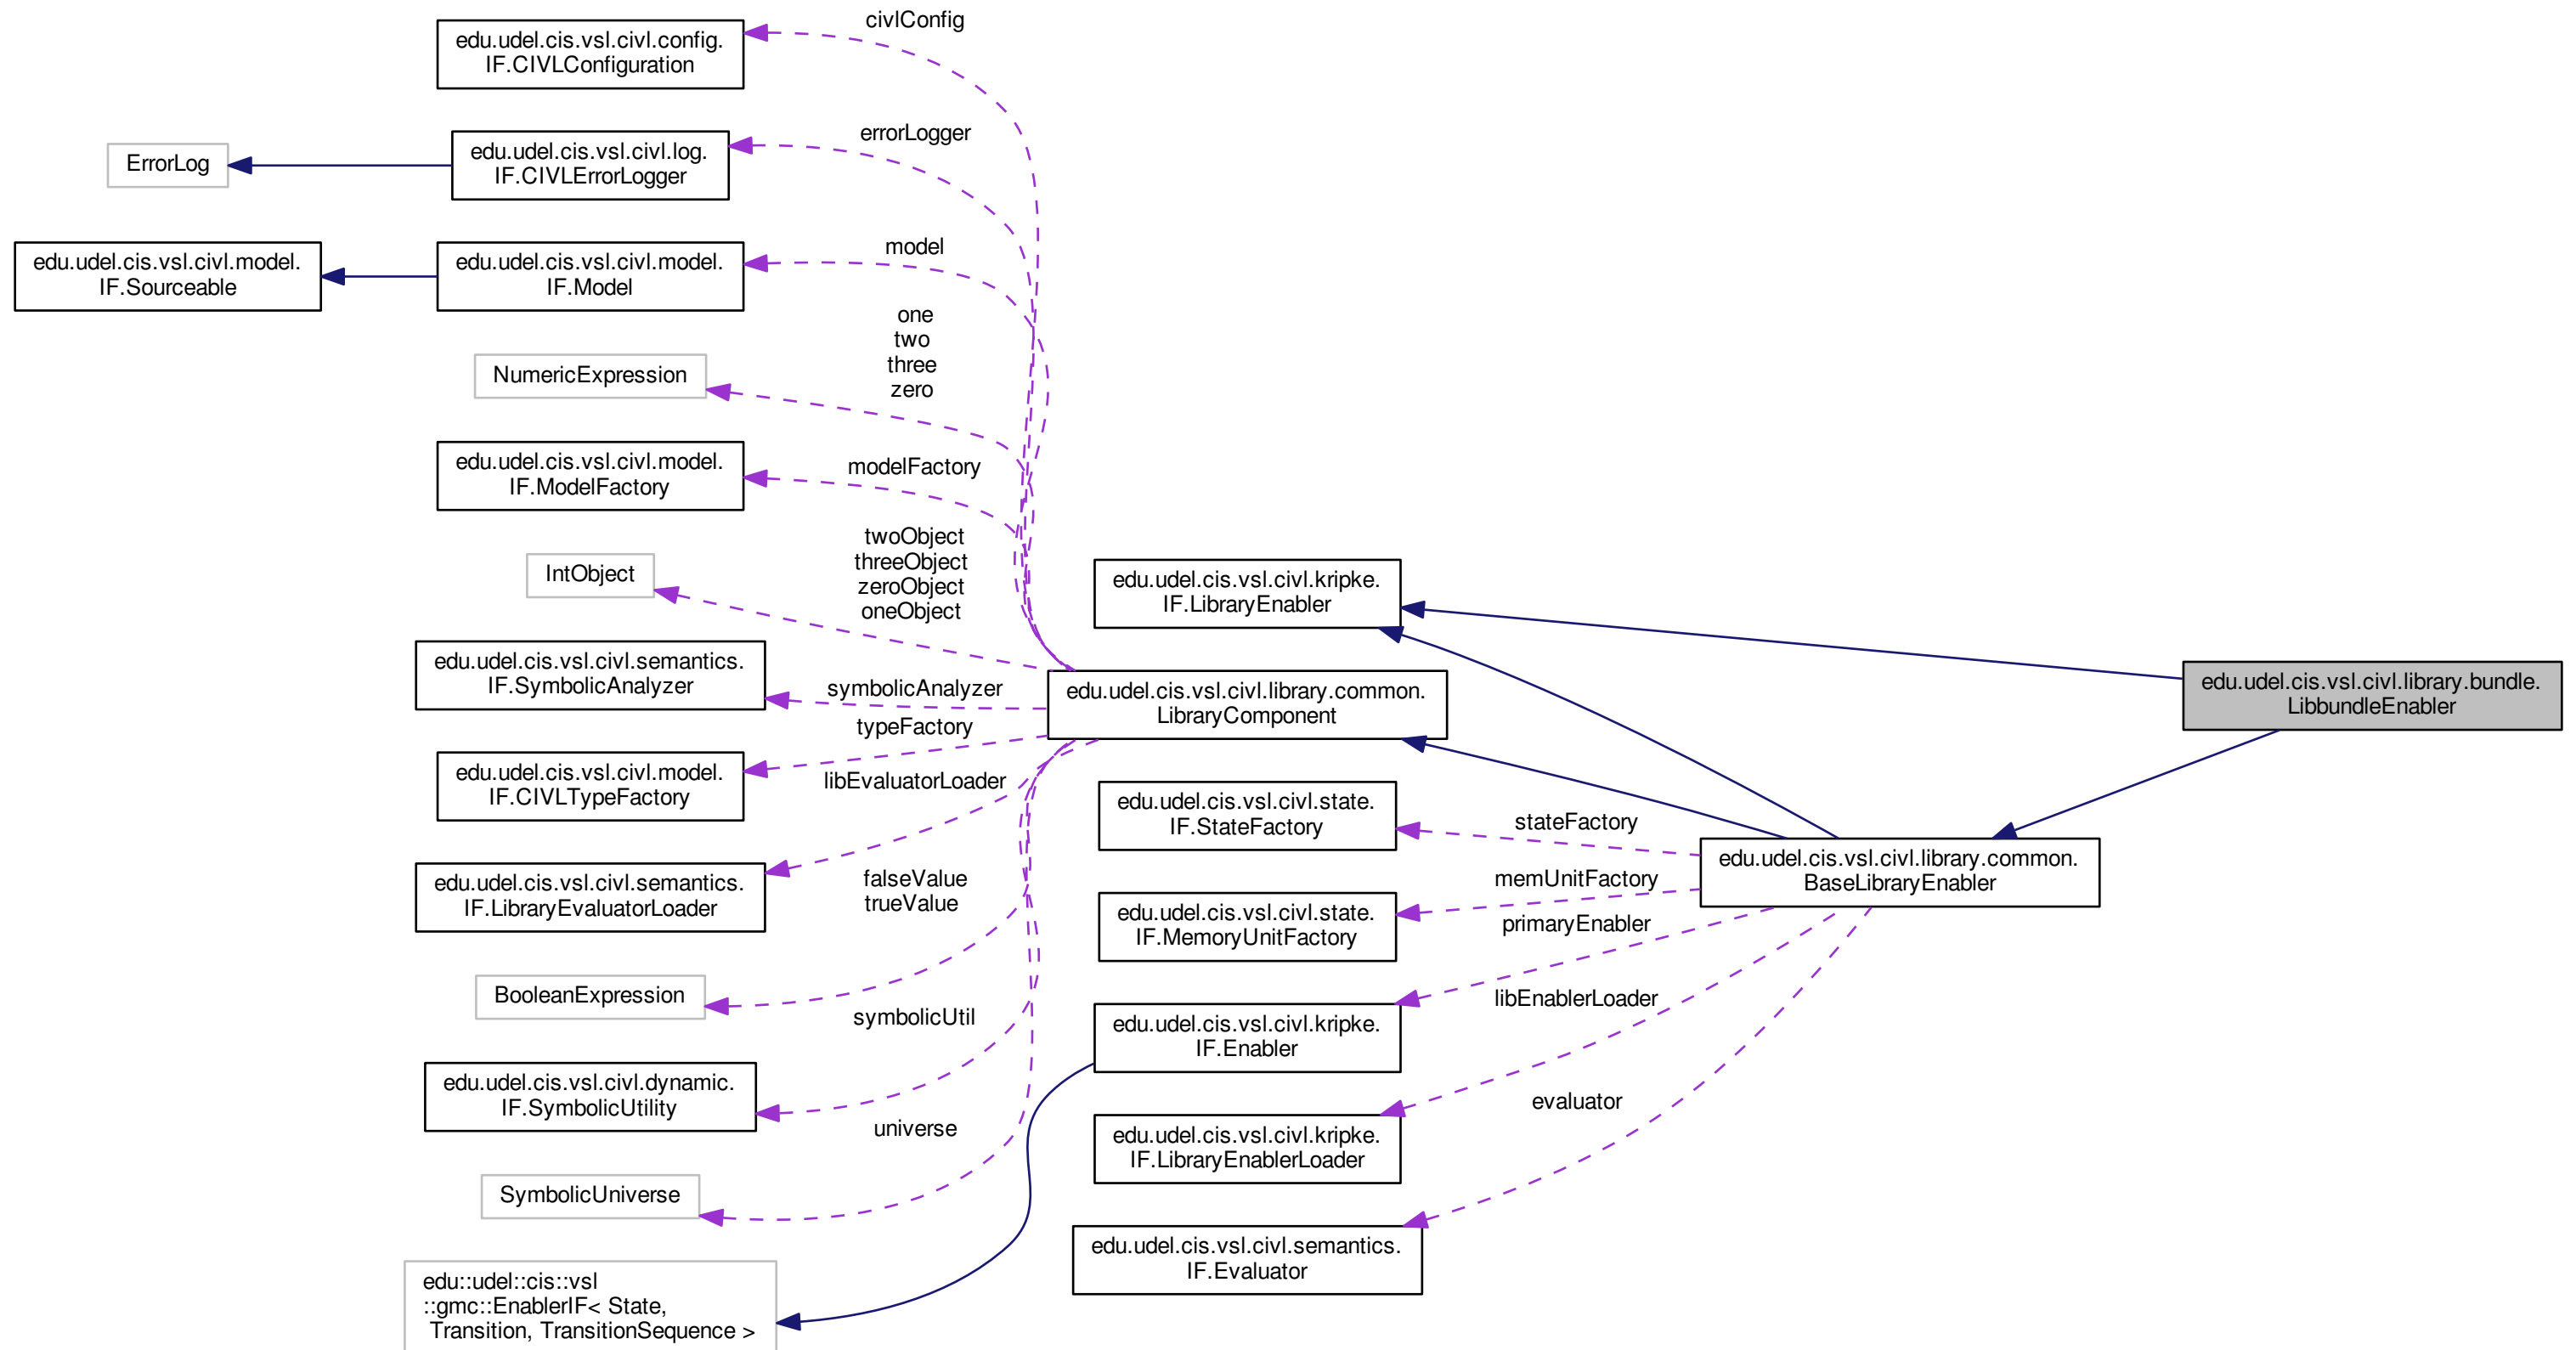 civlConfig
edu.udel.cis.vsl.civl.config.
IF.CIVLConfiguration
errorLogger
ErrorLog
edu.udel.cis.vsl.civl.log.
IF.CIVLErrorLogger
model
edu.udel.cis.vsl.civl.model.
IF.Sourceable
edu.udel.cis.vsl.civl.model.
IF.Model
one
two
three
zero
NumericExpression
modelFactory
edu.udel.cis.vsl.civl.model.
IF.ModelFactory
twoObject
threeObject
zeroObject
oneObject
IntObject
edu.udel.cis.vsl.civl.kripke.
IF.LibraryEnabler
edu.udel.cis.vsl.civl.semantics.
IF.SymbolicAnalyzer
symbolicAnalyzer
edu.udel.cis.vsl.civl.library.common.
LibraryComponent
edu.udel.cis.vsl.civl.library.bundle.
LibbundleEnabler
typeFactory
edu.udel.cis.vsl.civl.model.
IF.CIVLTypeFactory
libEvaluatorLoader
edu.udel.cis.vsl.civl.state.
IF.StateFactory
stateFactory
edu.udel.cis.vsl.civl.library.common.
BaseLibraryEnabler
edu.udel.cis.vsl.civl.semantics.
IF.LibraryEvaluatorLoader
falseValue
trueValue
memUnitFactory
edu.udel.cis.vsl.civl.state.
IF.MemoryUnitFactory
primaryEnabler
BooleanExpression
libEnablerLoader
symbolicUtil
edu.udel.cis.vsl.civl.kripke.
IF.Enabler
edu.udel.cis.vsl.civl.dynamic.
IF.SymbolicUtility
evaluator
universe
edu.udel.cis.vsl.civl.kripke.
IF.LibraryEnablerLoader
SymbolicUniverse
edu.udel.cis.vsl.civl.semantics.
IF.Evaluator
edu::udel::cis::vsl
::gmc::EnablerIF< State,
Transition, TransitionSequence >